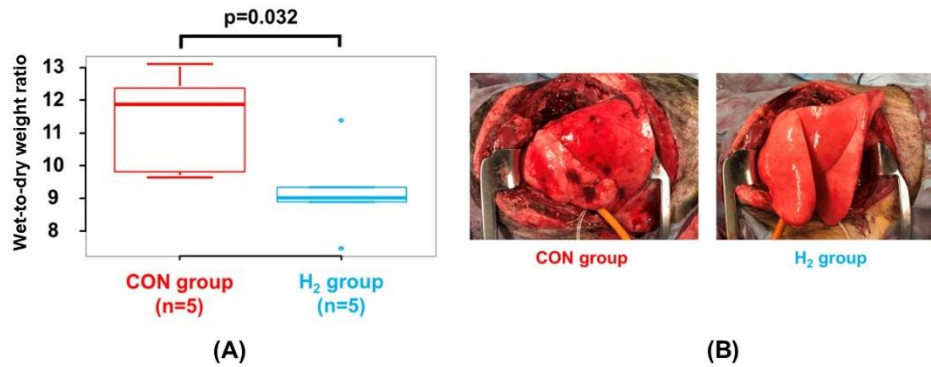 p=0.032
Wet-to-dry weight ratio
13
12
11
10
9
8
CON group
(n=5)
H₂ group
(n=5)
(A)
CON group
H₂ group
(B)